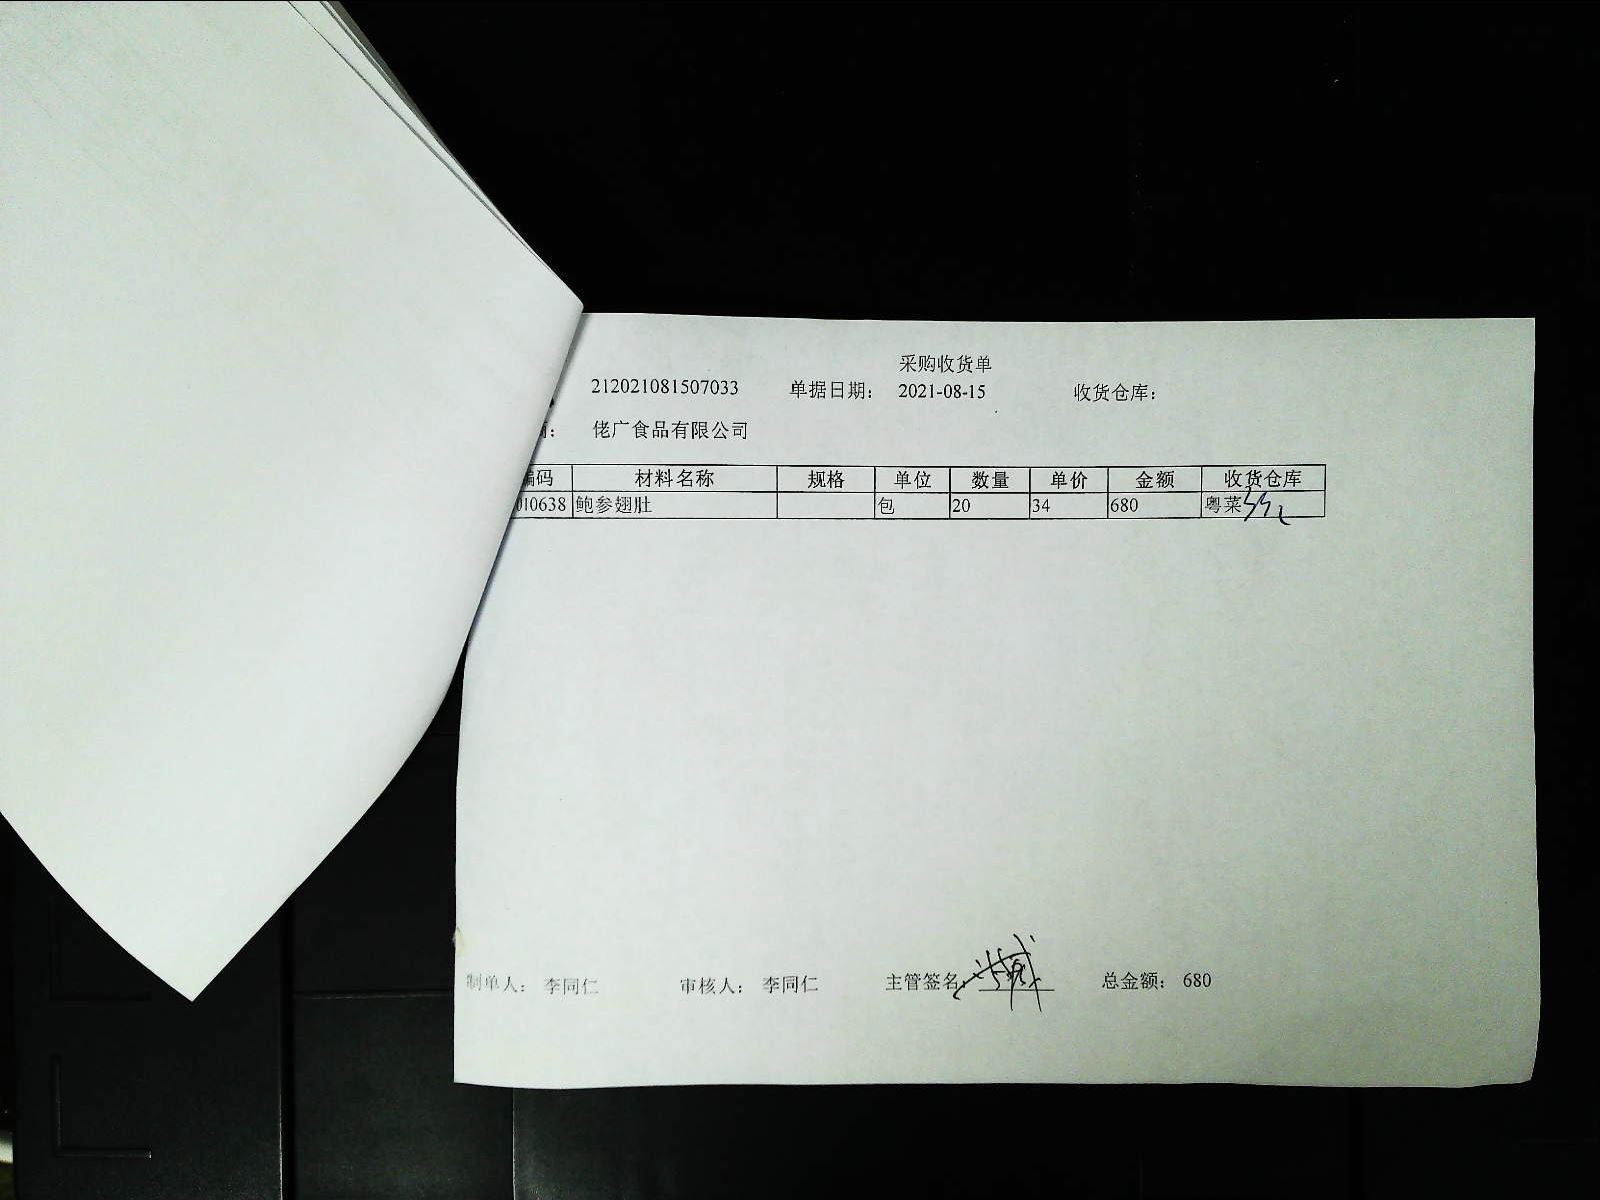 采购收货单
212021081507033 单据日期： 2021-08-15 收货仓库：
： 佬广食品有限公司
编码 材料名称 规格 单位 数量 单价 金额 收货仓库
010638 鲍参翅肚 包 20 34 680 粤菜
制单人： 李同仁 审核人： 李同仁 主管签名： 总金额： 680